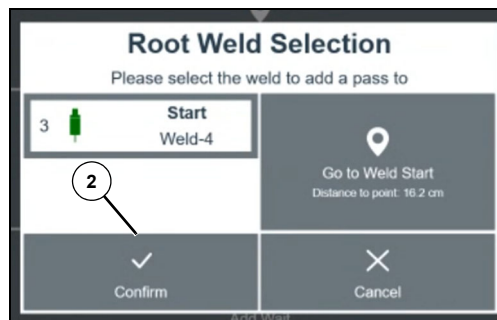 Root Weld Selection
Please select the weld to add a pass to
3
Start
Weld-4
Go to Weld Start
Distance to point: 16.2 cm
2
Confirm
Cancel
Add Wait